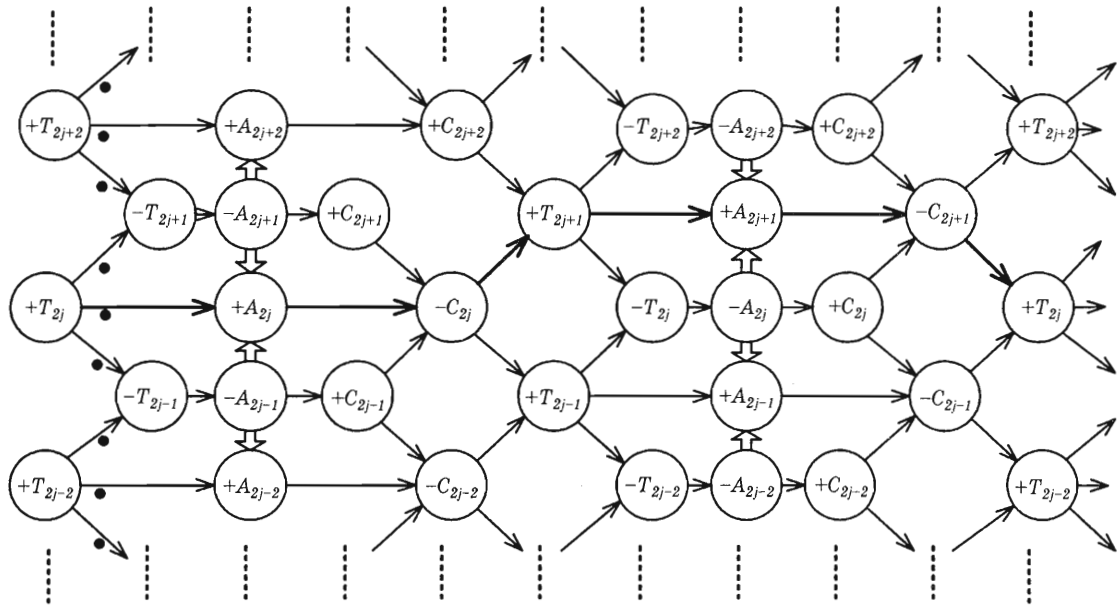 +T₂ⱼ₊₂ +A₂ⱼ₊₂ +C₂ⱼ₊₂ −T₂ⱼ₊₂ −A₂ⱼ₊₂ +C₂ⱼ₊₂ +T₂ⱼ₊₂
−T₂ⱼ₊₁ −A₂ⱼ₊₁ +C₂ⱼ₊₁ +T₂ⱼ₊₁ +A₂ⱼ₊₁ −C₂ⱼ₊₁
+T₂ⱼ +A₂ⱼ −C₂ⱼ −T₂ⱼ −A₂ⱼ +C₂ⱼ +T₂ⱼ
−T₂ⱼ₋₁ −A₂ⱼ₋₁ +C₂ⱼ₋₁ +T₂ⱼ₋₁ +A₂ⱼ₋₁ −C₂ⱼ₋₁
+T₂ⱼ₋₂ +A₂ⱼ₋₂ −C₂ⱼ₋₂ −T₂ⱼ₋₂ −A₂ⱼ₋₂ +C₂ⱼ₋₂ +T₂ⱼ₋₂